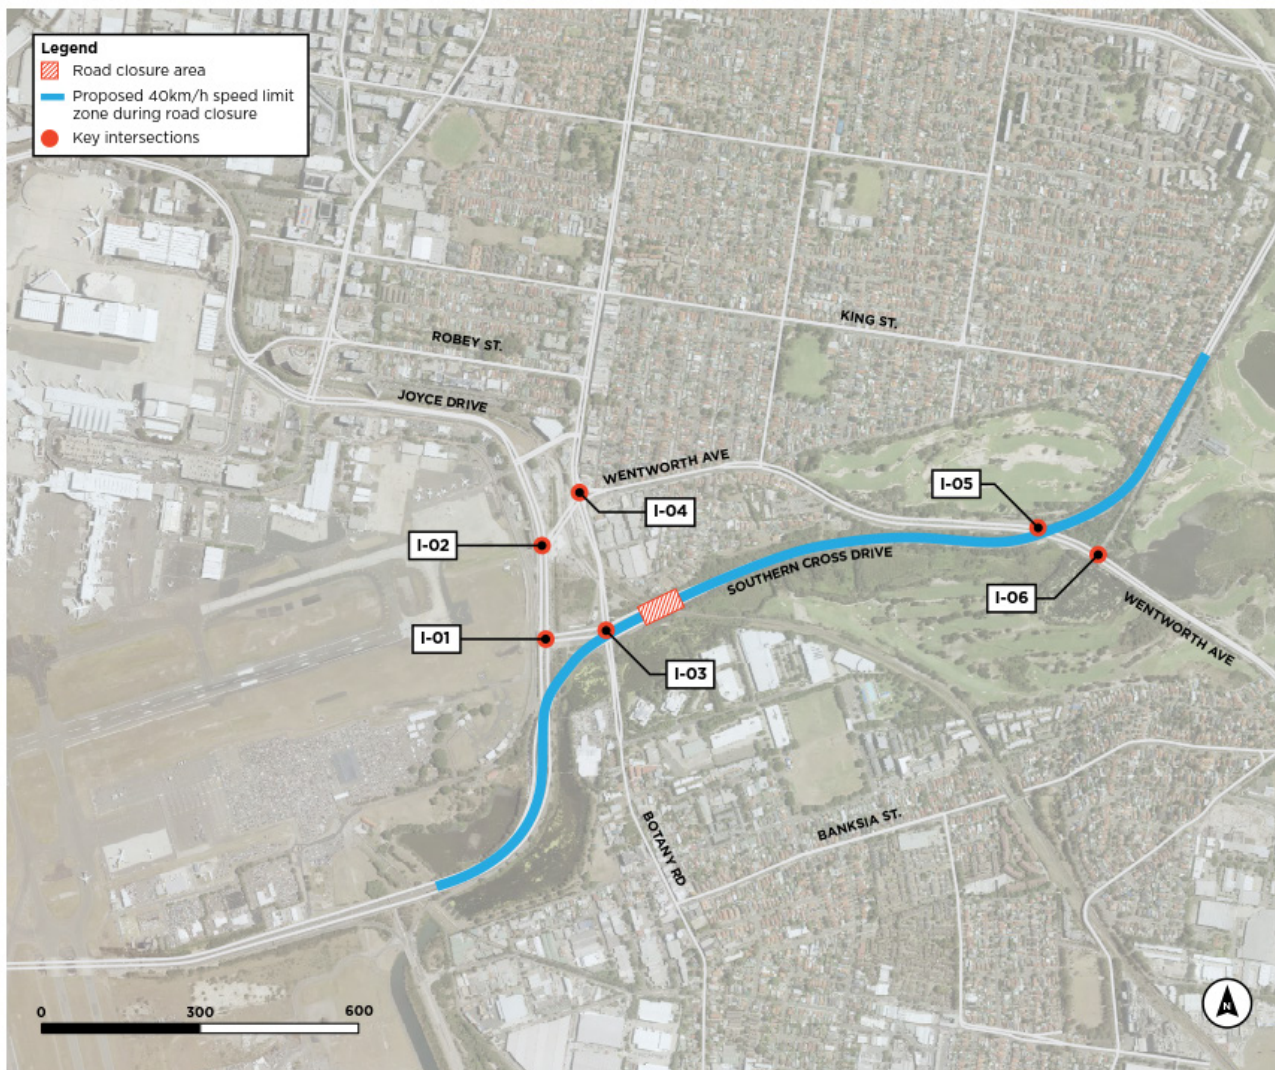 Legend
Road closure area
Proposed 40km/h speed limit
zone during road closure
Key intersections
KING ST.
ROBEY ST.
JOYCE DRIVE
WENTWORTH AVE
I-05
I-04
I-02
SOUTHERN CROSS DRIVE
I-06
WENTWORTH AVE
I-01
I-03
BOTANY RD
BANKSIA ST.
0 300 600
N